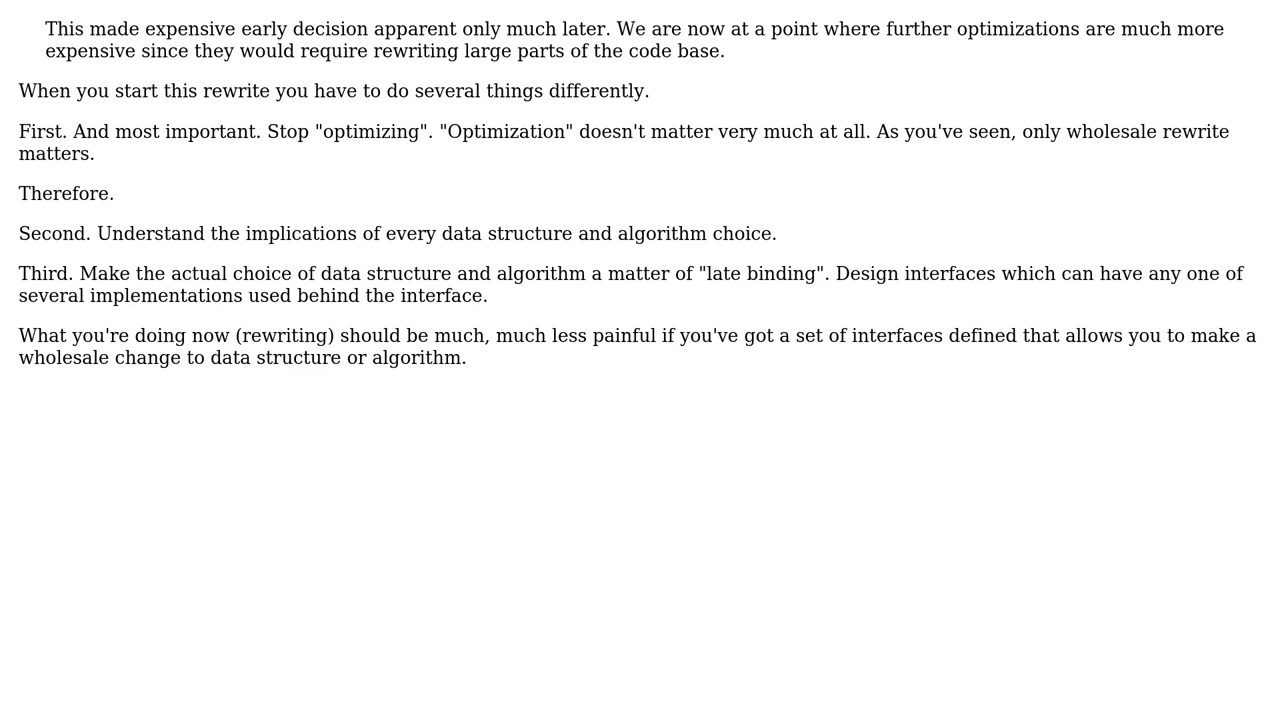 This made expensive early decision apparent only much later. We are now at a point where further optimizations are much more
expensive since they would require rewriting large parts of the code base.
When you start this rewrite you have to do several things differently.
First. And most important. Stop "optimizing". "Optimization" doesn't matter very much at all. As you've seen, only wholesale rewrite
matters.
Therefore.
Second. Understand the implications of every data structure and algorithm choice.
Third. Make the actual choice of data structure and algorithm a matter of "late binding". Design interfaces which can have any one of
several implementations used behind the interface.
What you're doing now (rewriting) should be much, much less painful if you've got a set of interfaces defined that allows you to make a
wholesale change to data structure or algorithm.